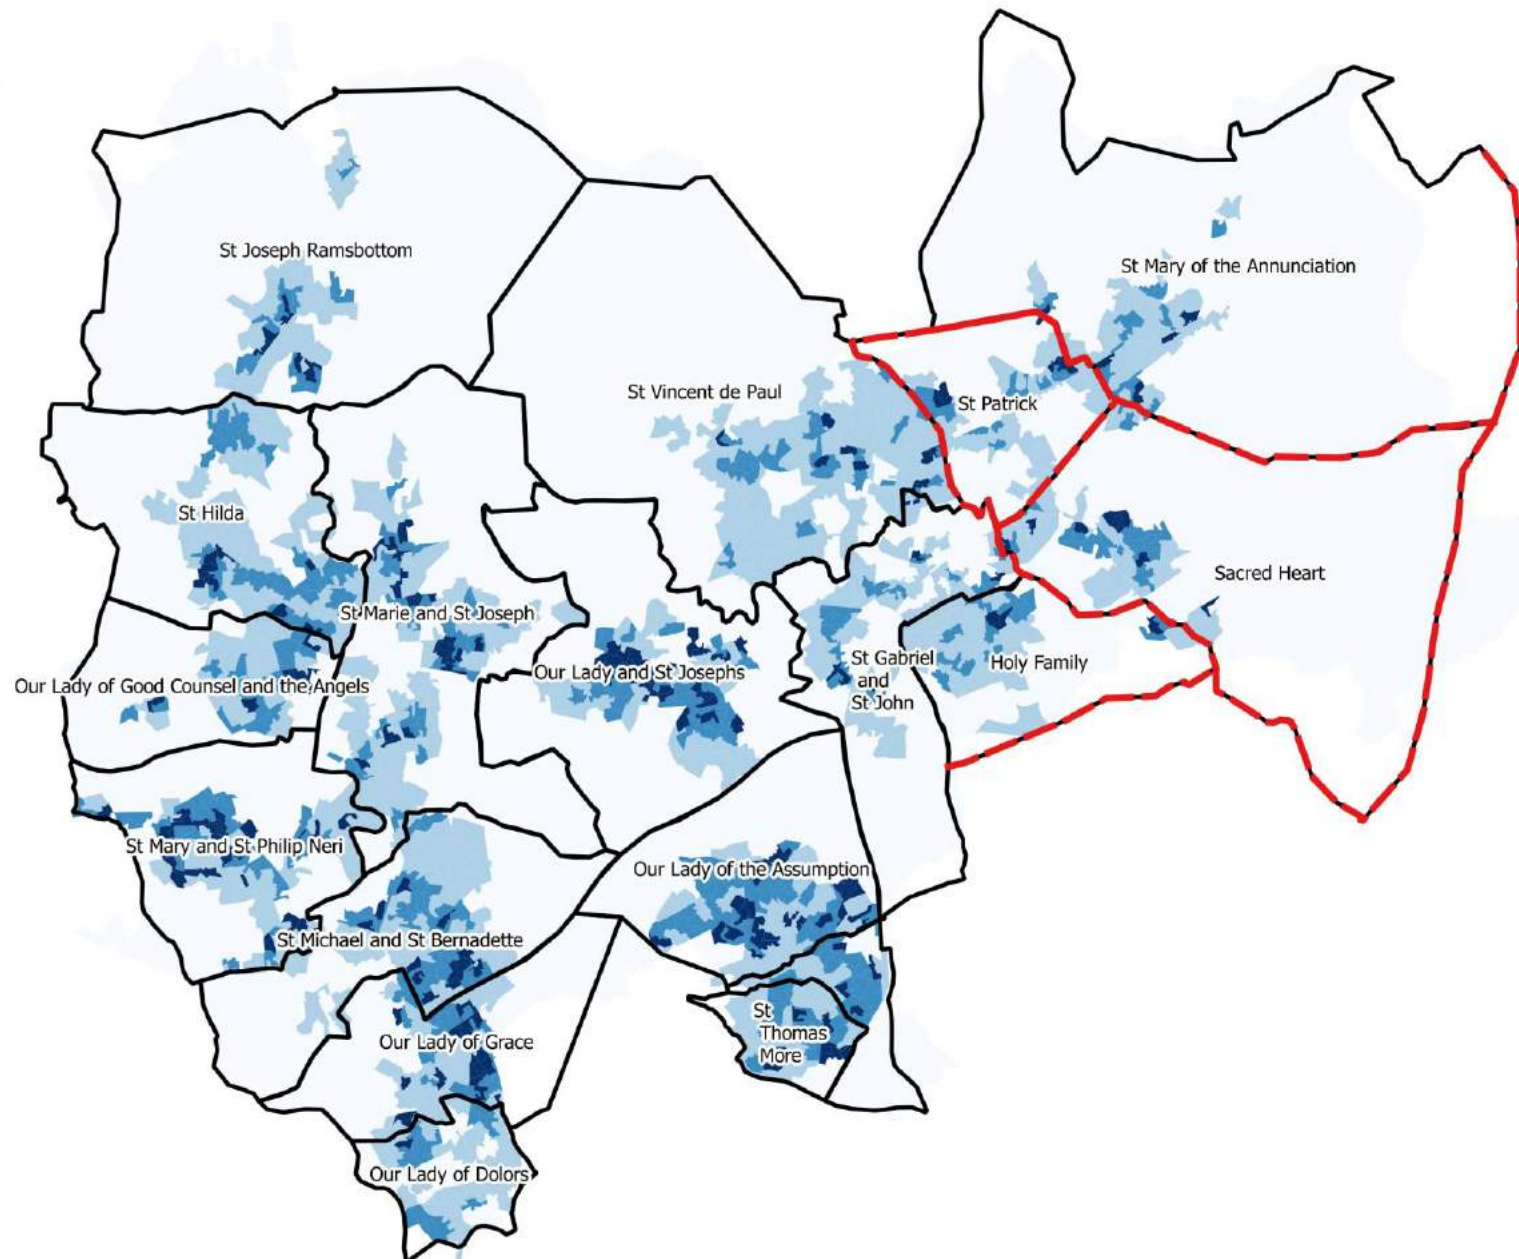 St Joseph Ramsbottom
St Mary of the Annunciation
St Vincent de Paul
St Patrick
St Hilda
Sacred Heart
St Marie and St Joseph
St Gabriel
and
St John
Holy Family
Our Lady and St Josephs
Our Lady of Good Counsel and the Angels
St Mary and St Philip Neri
Our Lady of the Assumption
St Michael and St Bernadette
St
Thomas
More
Our Lady of Grace
Our Lady of Dolors